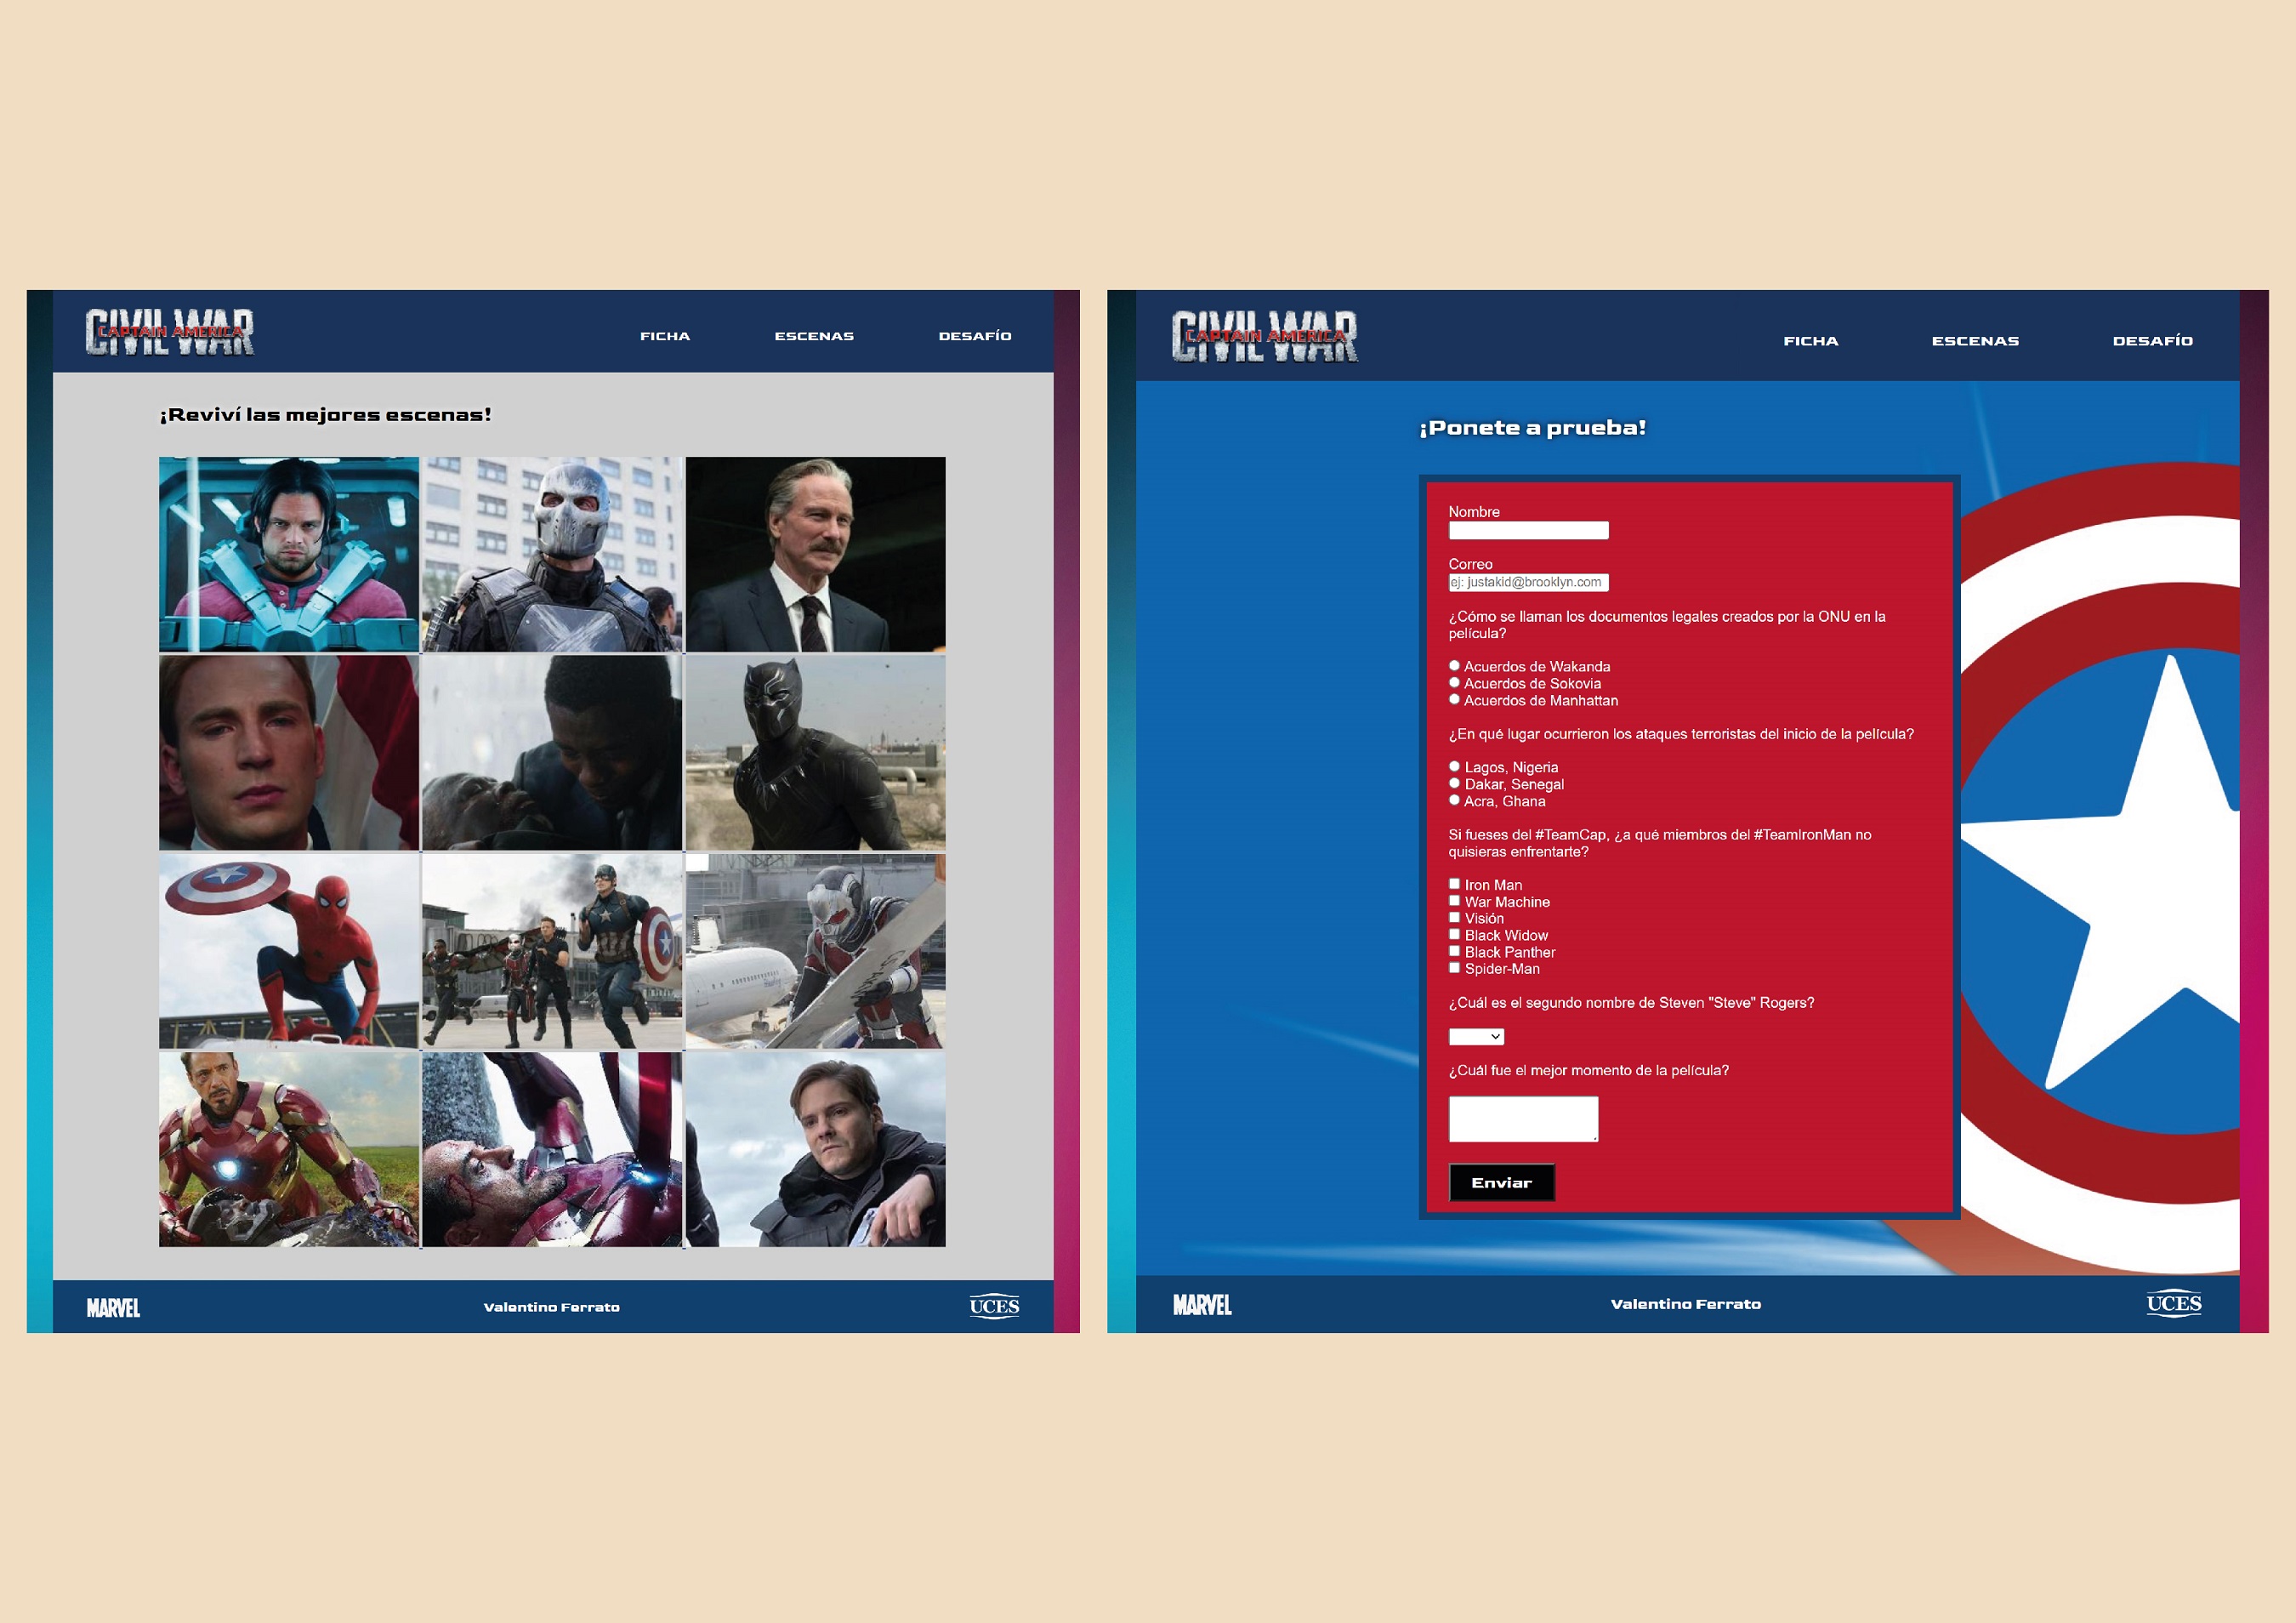 CIVIL WAR
CAPTAIN AMERICA
FICHA
ESCENAS
DESAFÍO
¡Reviví las mejores escenas!
MARVEL
Valentino Ferrato
UCES
CIVIL WAR
CAPTAIN AMERICA
FICHA
ESCENAS
DESAFÍO
¡Ponete a prueba!
Nombre
Correo
ej: justakid@brooklyn.com
¿Cómo se llaman los documentos legales creados por la ONU en la
película?
Acuerdos de Wakanda
Acuerdos de Sokovia
Acuerdos de Manhattan
¿En qué lugar ocurrieron los ataques terroristas del inicio de la película?
Lagos, Nigeria
Dakar, Senegal
Acra, Ghana
Si fueses del #TeamCap, ¿a qué miembros del #TeamIronMan no
quisieras enfrentarte?
Iron Man
War Machine
Visión
Black Widow
Black Panther
Spider-Man
¿Cuál es el segundo nombre de Steven "Steve" Rogers?
¿Cuál fue el mejor momento de la película?
Enviar
MARVEL
Valentino Ferrato
UCES